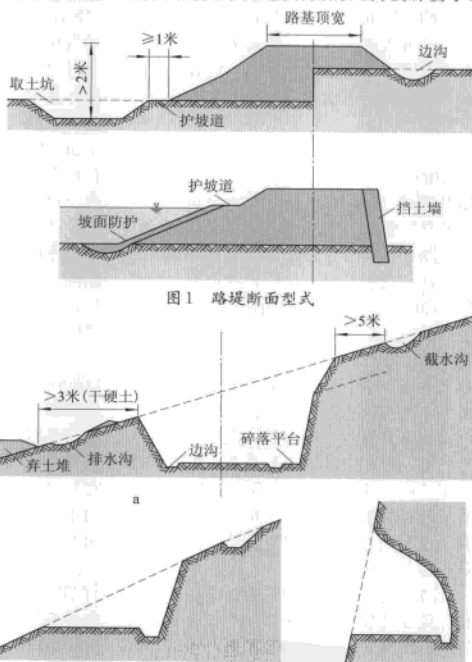 路基顶宽
≥1米
>2米
取土坑
边沟
护坡道
护坡道
坡面防护
挡土墙
图1 路堤断面型式
>5米
截水沟
>3米(干硬土)
弃土堆
排水沟
边沟
碎落平台
a